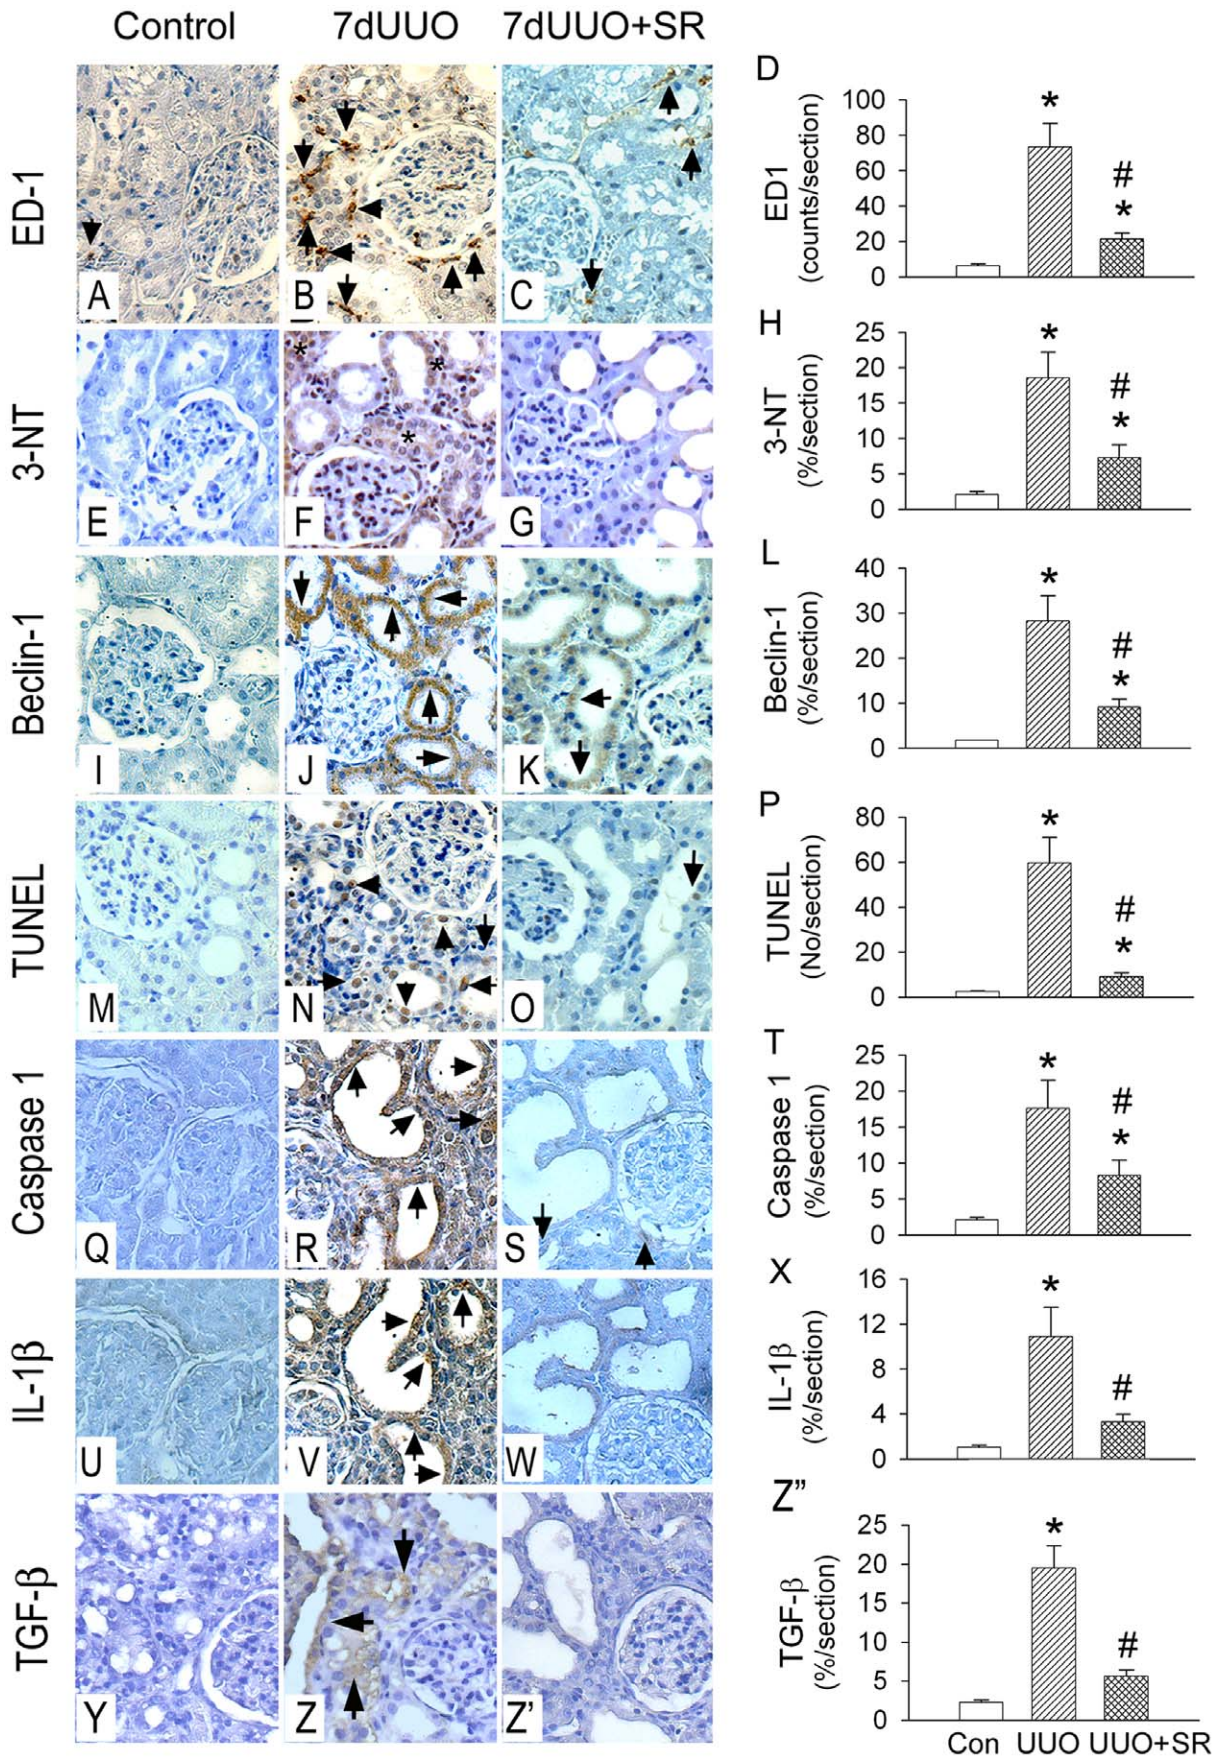 Control 7dUUO 7dUUO+SR
ED-1
A B C
D
ED1
(counts/section)
100
80
60
40
20
0
*
#
*
3-NT
* * *
E F G
H
3-NT
(%/section)
25
20
15
10
5
0
*
#
*
Beclin-1
I J K
L
Beclin-1
(%/section)
40
30
20
10
0
*
#
*
TUNEL
M N O
P
TUNEL
(No/section)
80
60
40
20
0
*
#
*
Caspase 1
Q R S
T
Caspase 1
(%/section)
25
20
15
10
5
0
*
#
*
IL-1β
U V W
X
IL-1β
(%/section)
16
12
8
4
0
*
#
TGF-β
Y Z Z'
Z”
TGF-β
(%/section)
25
20
15
10
5
0
*
#
Con UUO UUO+SR